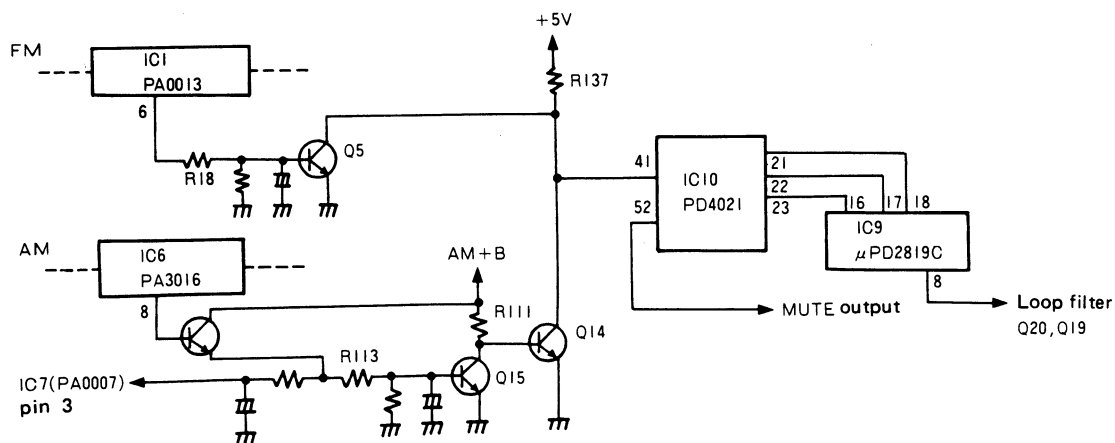 +5V
FM
IC1
PA0013
R137
6
Q5
R18
41
21
IC10
22
PD4021
52
23
16
17
18
IC9
μPD2819C
AM
IC6
PA3016
AM+B
8
8
R111
MUTE output
Loop filter
Q20, Q19
Q14
R113
Q15
IC7(PA0007)
pin 3